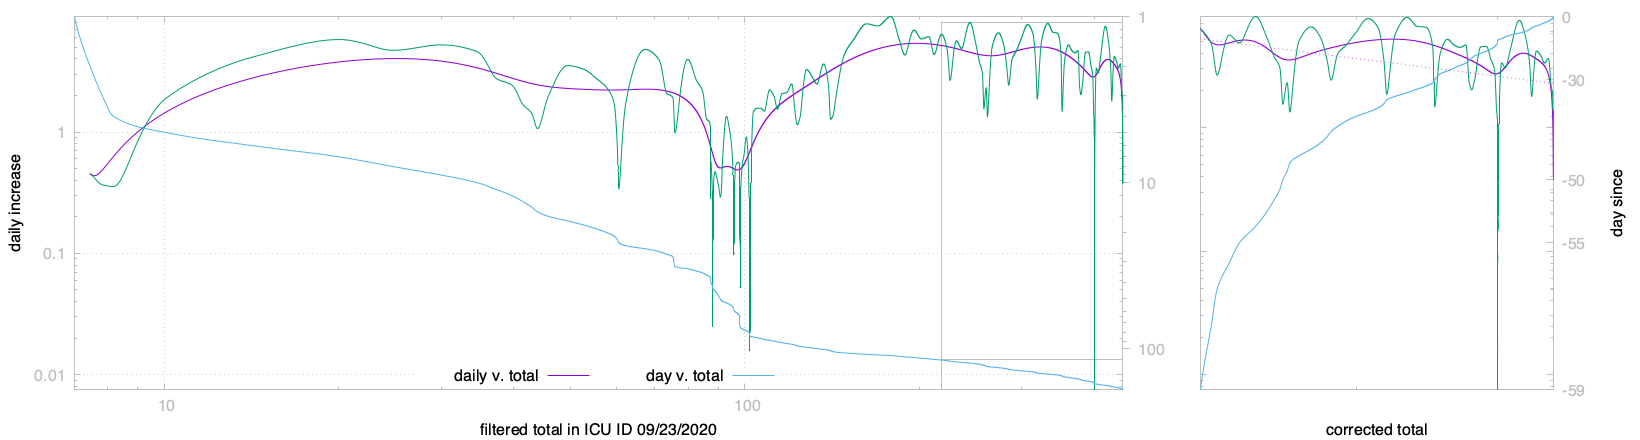 daily increase
1
0.1
0.01
10
100
1
10
100
daily v. total
day v. total
filtered total in ICU ID 09/23/2020
0
-30
-50
-55
-59
day since
corrected total